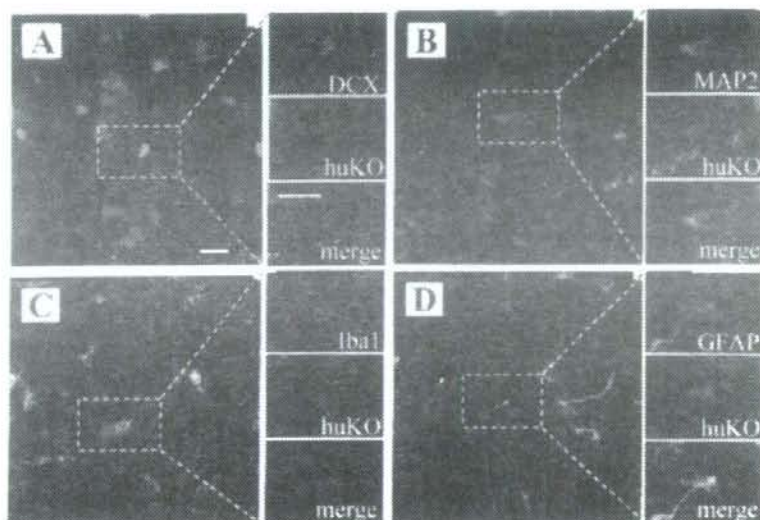 A
DCX
huKO
merge
B
MAP2
huKO
merge
C
Iba1
huKO
merge
D
GFAP
huKO
merge